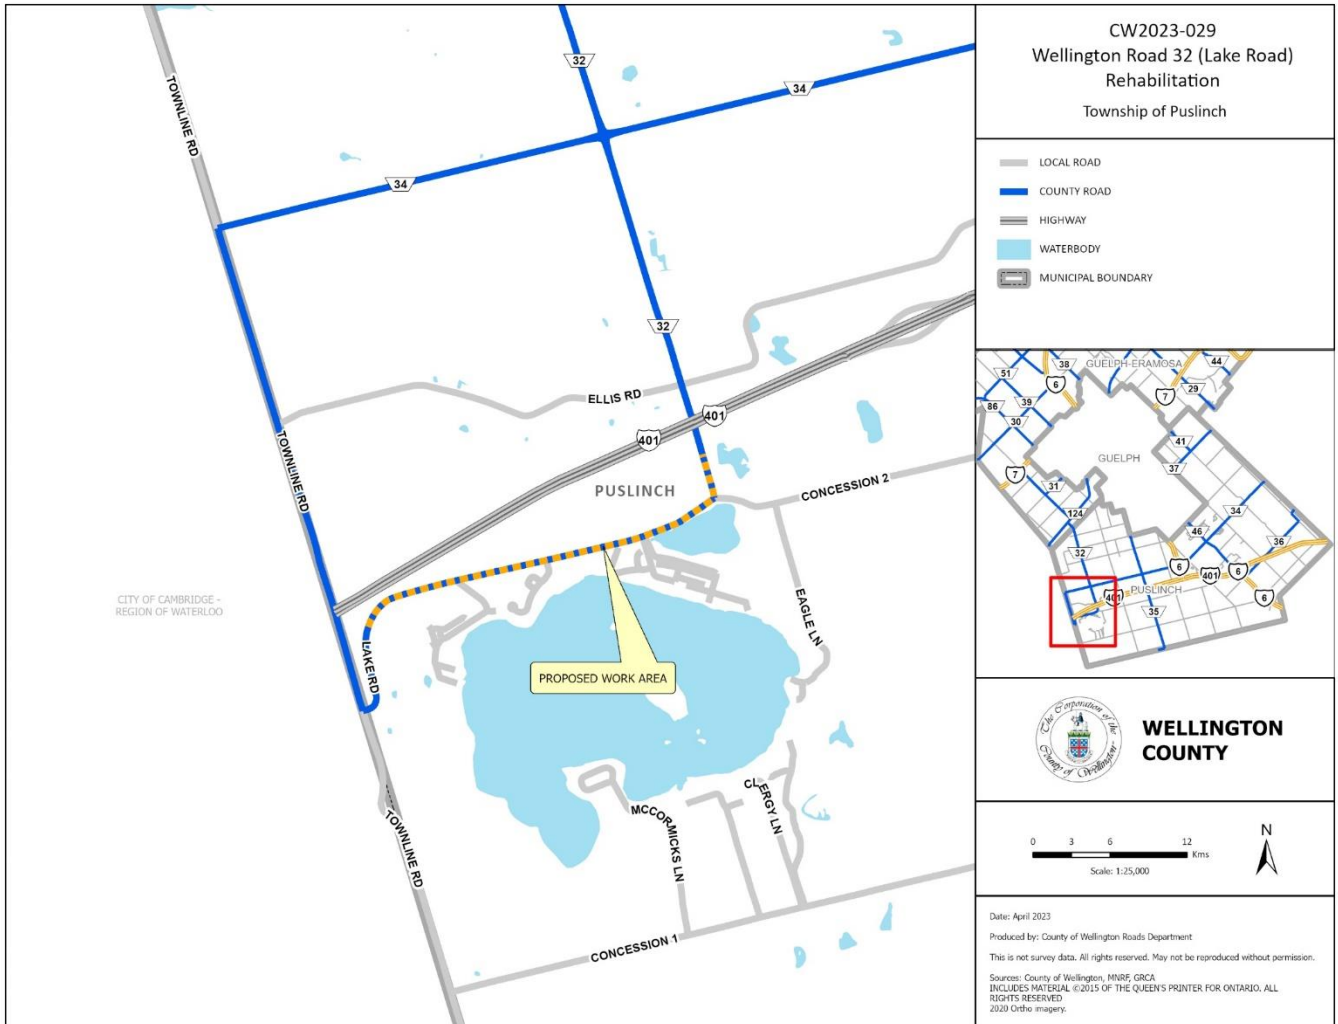 CW2023-029
Wellington Road 32 (Lake Road)
Rehabilitation
Township of Puslinch
LOCAL ROAD
COUNTY ROAD
HIGHWAY
WATERBODY
MUNICIPAL BOUNDARY
TOWNLINE RD
32
34
34
32
ELLIS RD
401
401
TOWNLINE RD
PUSLINCH
CONCESSION 2
CITY OF CAMBRIDGE -
REGION OF WATERLOO
EAGLE LN
LAKE RD
PROPOSED WORK AREA
CLERGY LN
MCCORMICKS LN
TOWNLINE RD
CONCESSION 1
38
GUELPH-ERAMOSA
44
51
6
7
29
86
39
30
41
GUELPH
37
7
31
124
34
46
36
32
6
6
401
401
PUSLINCH
35
6
The Corporation of the
County of Wellington
WELLINGTON
COUNTY
0 3 6 12
Kms
Scale: 1:25,000
N
Date: April 2023
Produced by: County of Wellington Roads Department
This is not survey data. All rights reserved. May not be reproduced without permission.
Sources: County of Wellington, MNRF, GRCA
INCLUDES MATERIAL ©2015 OF THE QUEEN'S PRINTER FOR ONTARIO. ALL
RIGHTS RESERVED
2020 Ortho imagery.